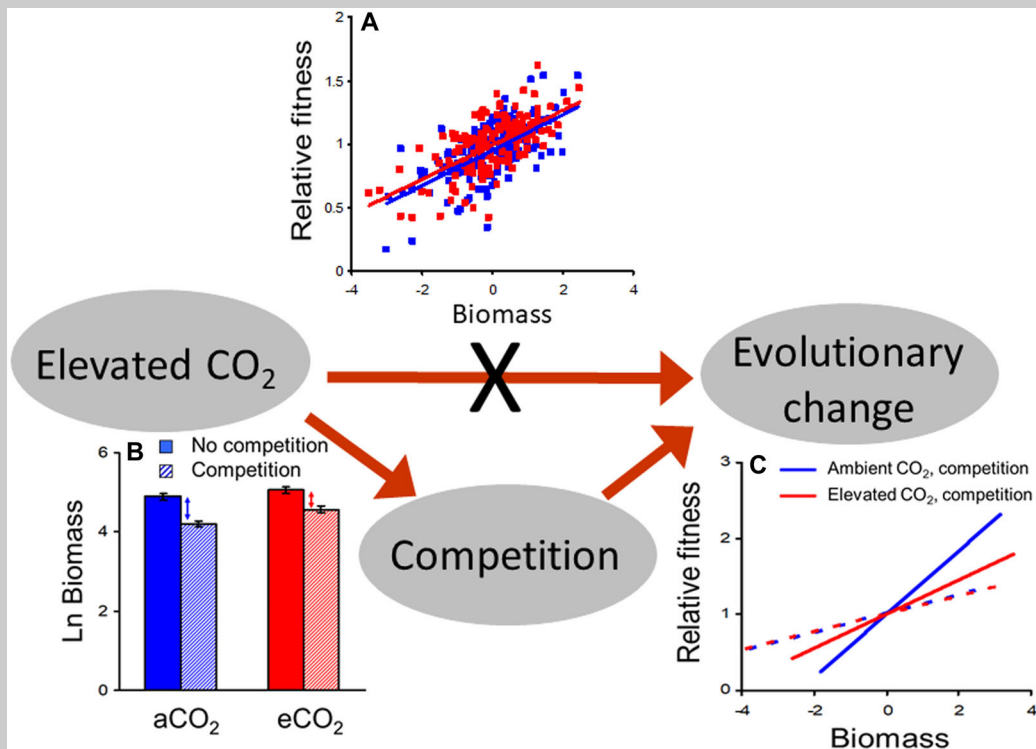 A
2
1.5
1
0.5
0
-4
-2
0
2
4
Relative fitness
Biomass
Elevated CO₂
X
Evolutionary
change
Competition
B
No competition
Competition
6
4
2
0
Ln Biomass
aCO₂
eCO₂
C
Ambient CO₂, competition
Elevated CO₂, competition
3
2
1
0
-4
-2
0
2
4
Relative fitness
Biomass